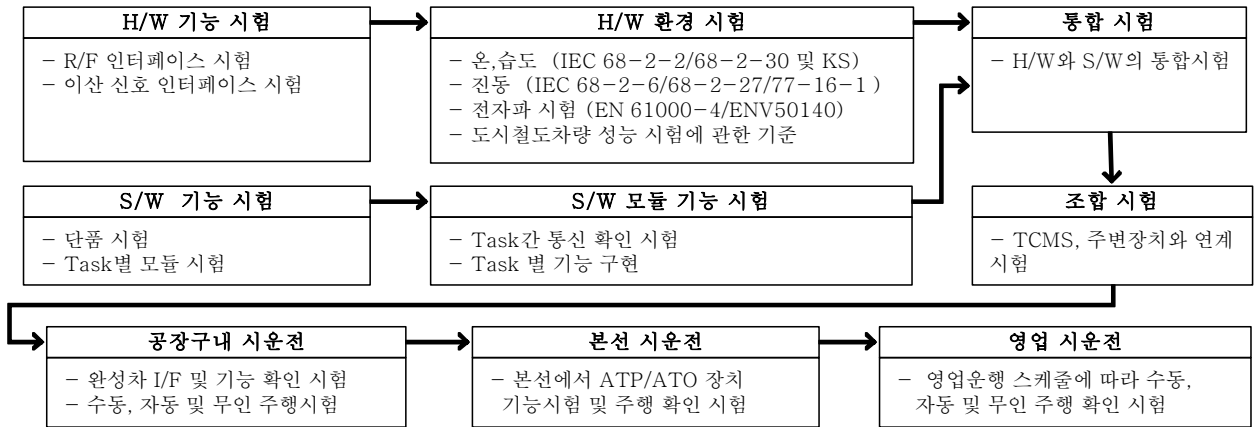 H/W 기능 시험
- R/F 인터페이스 시험
- 이산 신호 인터페이스 시험
H/W 환경 시험
- 온,습도 (IEC 68-2-2/68-2-30 및 KS)
- 진동 (IEC 68-2-6/68-2-27/77-16-1 )
- 전자파 시험 (EN 61000-4/ENV50140)
- 도시철도차량 성능 시험에 관한 기준
통합 시험
- H/W와 S/W의 통합시험
S/W 기능 시험
- 단품 시험
- Task별 모듈 시험
S/W 모듈 기능 시험
- Task간 통신 확인 시험
- Task 별 기능 구현
조합 시험
- TCMS, 주변장치와 연계
시험
공장구내 시운전
- 완성차 I/F 및 기능 확인 시험
- 수동, 자동 및 무인 주행시험
본선 시운전
- 본선에서 ATP/ATO 장치
기능시험 및 주행 확인 시험
영업 시운전
- 영업운행 스케줄에 따라 수동,
자동 및 무인 주행 확인 시험